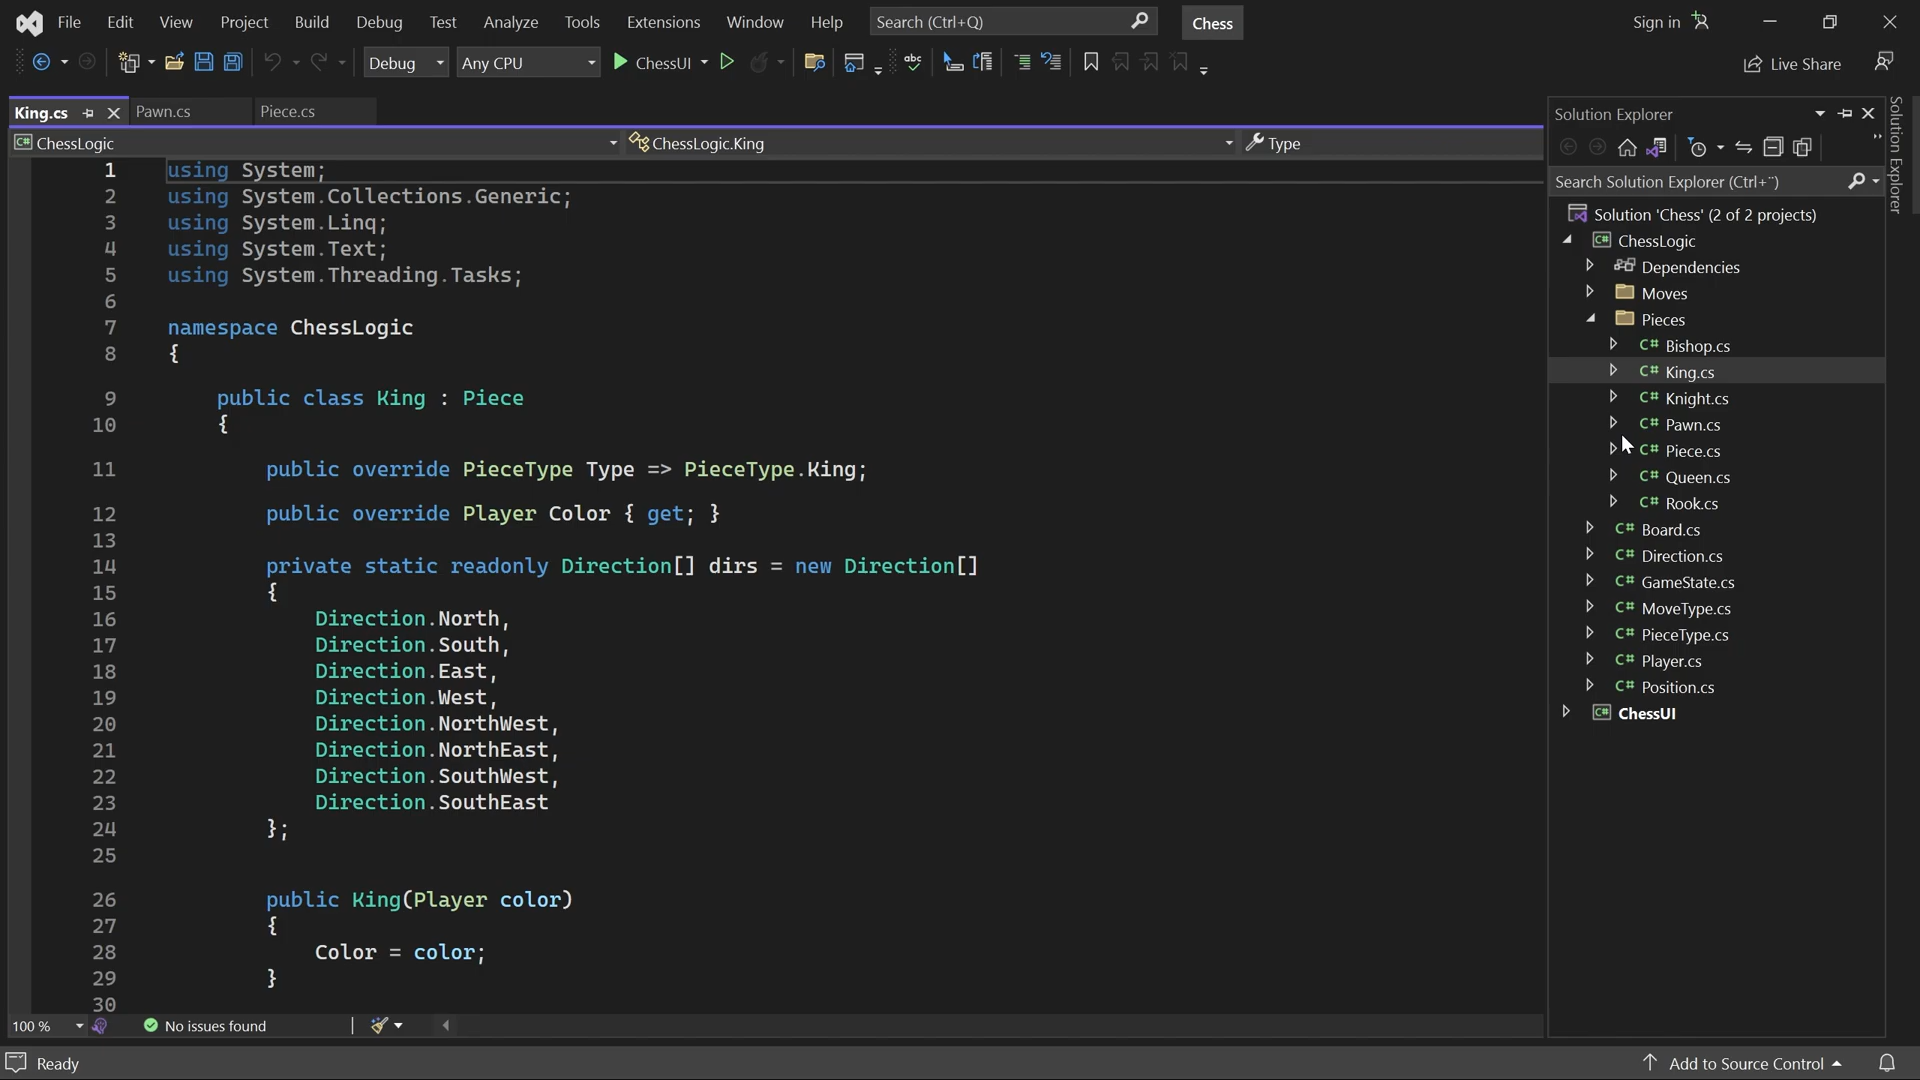 File Edit View Project Build Debug Test Analyze Tools Extensions Window Help Search (Ctrl+Q) Chess Sign in
Debug Any CPU ChessUI Live Share
King.cs Pawn.cs Piece.cs
ChessLogic ChessLogic.King Type
1 using System;
2 using System.Collections.Generic;
3 using System.Linq;
4 using System.Text;
5 using System.Threading.Tasks;
6
7 namespace ChessLogic
8 {
9 public class King : Piece
10 {
11 public override PieceType Type => PieceType.King;
12 public override Player Color { get; }
13
14 private static readonly Direction[] dirs = new Direction[]
15 {
16 Direction.North,
17 Direction.South,
18 Direction.East,
19 Direction.West,
20 Direction.NorthWest,
21 Direction.NorthEast,
22 Direction.SouthWest,
23 Direction.SouthEast
24 };
25
26 public King(Player color)
27 {
28 Color = color;
29 }
30
100 % No issues found
Solution Explorer
Search Solution Explorer (Ctrl+¨)
Solution 'Chess' (2 of 2 projects)
C# ChessLogic
Dependencies
Moves
Pieces
C# Bishop.cs
C# King.cs
C# Knight.cs
C# Pawn.cs
C# Piece.cs
C# Queen.cs
C# Rook.cs
C# Board.cs
C# Direction.cs
C# GameState.cs
C# MoveType.cs
C# PieceType.cs
C# Player.cs
C# Position.cs
C# ChessUI
Solution Explorer
Ready Add to Source Control